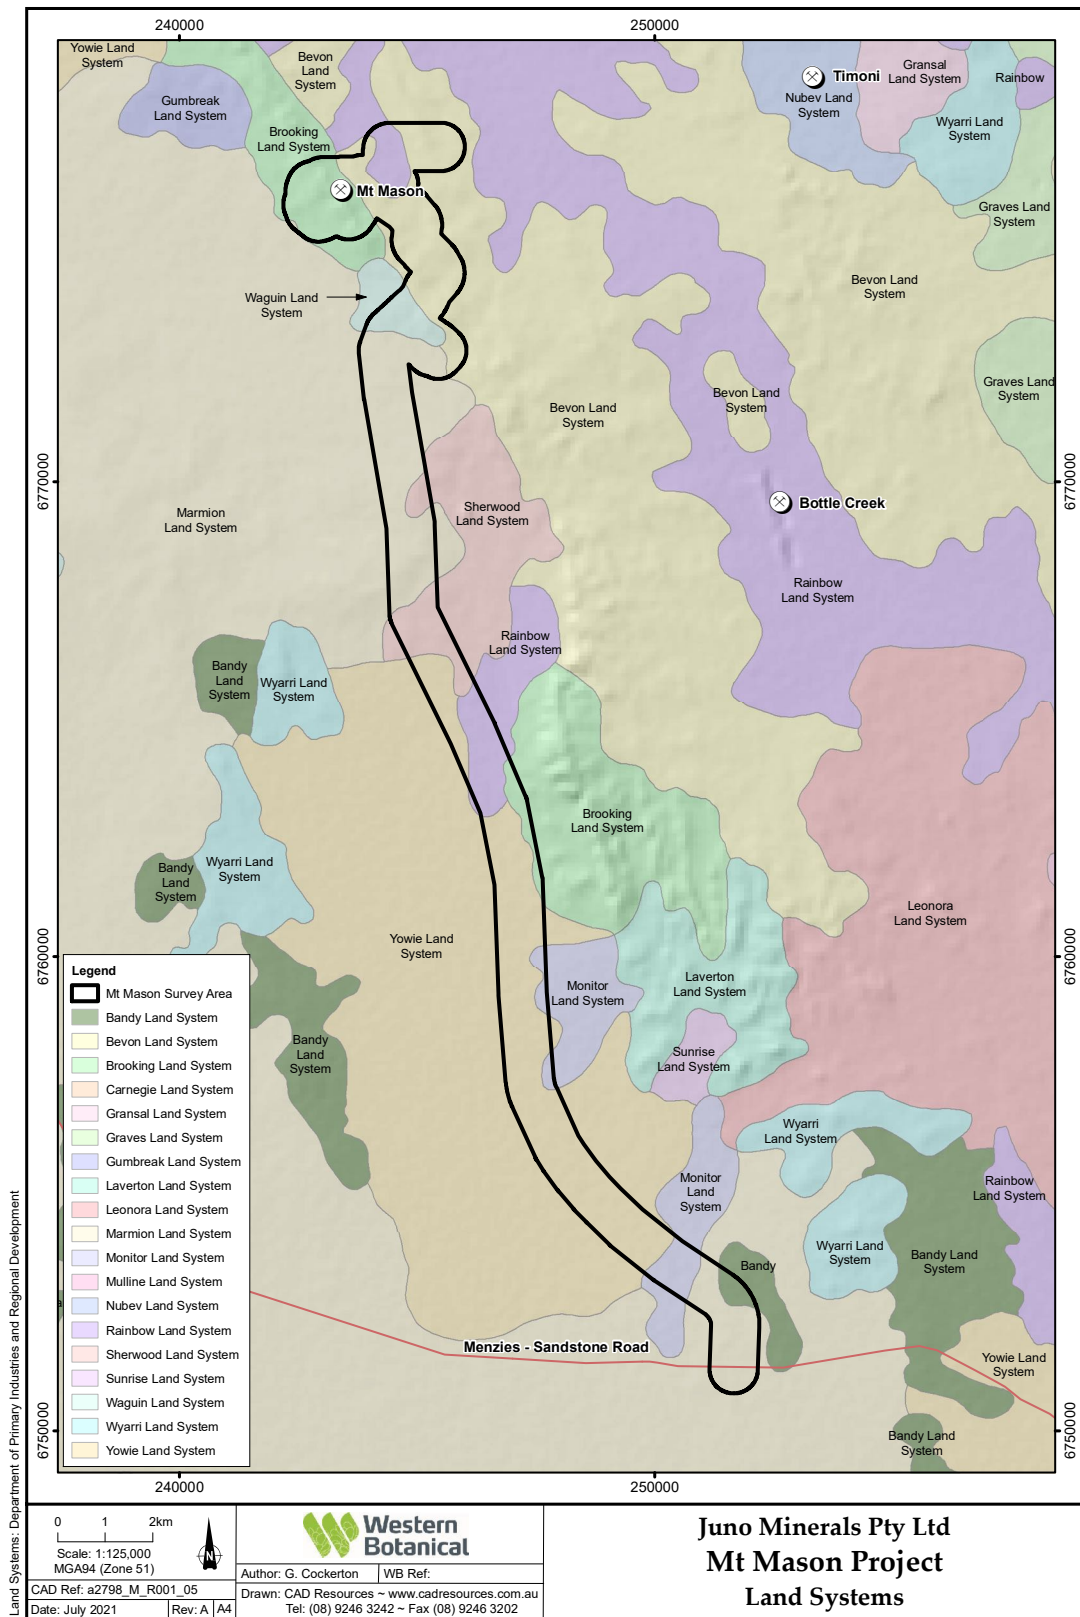 240000
250000
Yowie Land
System
Bevon
Land
System
Gumbreak
Land System
Brooking
Land System
Timoni
Nubev Land
System
Gransal
Land System
Rainbow
Wyarri Land
System
Mt Mason
Graves Land
System
Waguin Land
System
Bevon Land
System
Bevon Land
System
Bevon Land
System
Graves Land
System
6770000
6770000
Marmion
Land System
Sherwood
Land System
Bottle Creek
Rainbow
Land System
Rainbow
Land System
Bandy
Land
System
Wyarri Land
System
Brooking
Land System
Bandy
Land
System
Wyarri Land
System
Leonora
Land System
Yowie Land
System
6760000
6760000
Monitor
Land System
Laverton
Land System
Sunrise
Land System
Bandy
Land
System
Wyarri
Land System
Monitor
Land
System
Rainbow
Land System
Wyarri Land
System
Bandy Land
System
Bandy
a
Menzies - Sandstone Road
Yowie Land
System
Bandy Land
System
6750000
6750000
240000
250000
Legend
Mt Mason Survey Area
Bandy Land System
Bevon Land System
Brooking Land System
Carnegie Land System
Gransal Land System
Graves Land System
Gumbreak Land System
Laverton Land System
Leonora Land System
Marmion Land System
Monitor Land System
Mulline Land System
Nubev Land System
Rainbow Land System
Sherwood Land System
Sunrise Land System
Waguin Land System
Wyarri Land System
Yowie Land System
Land Systems: Department of Primary Industries and Regional Development
0 1 2km
Scale: 1:125,000
MGA94 (Zone 51)
N
CAD Ref: a2798_M_R001_05
Date: July 2021 Rev: A A4
Western
Botanical
Author: G. Cockerton WB Ref:
Drawn: CAD Resources ~ www.cadresources.com.au
Tel: (08) 9246 3242 ~ Fax (08) 9246 3202
Juno Minerals Pty Ltd
Mt Mason Project
Land Systems